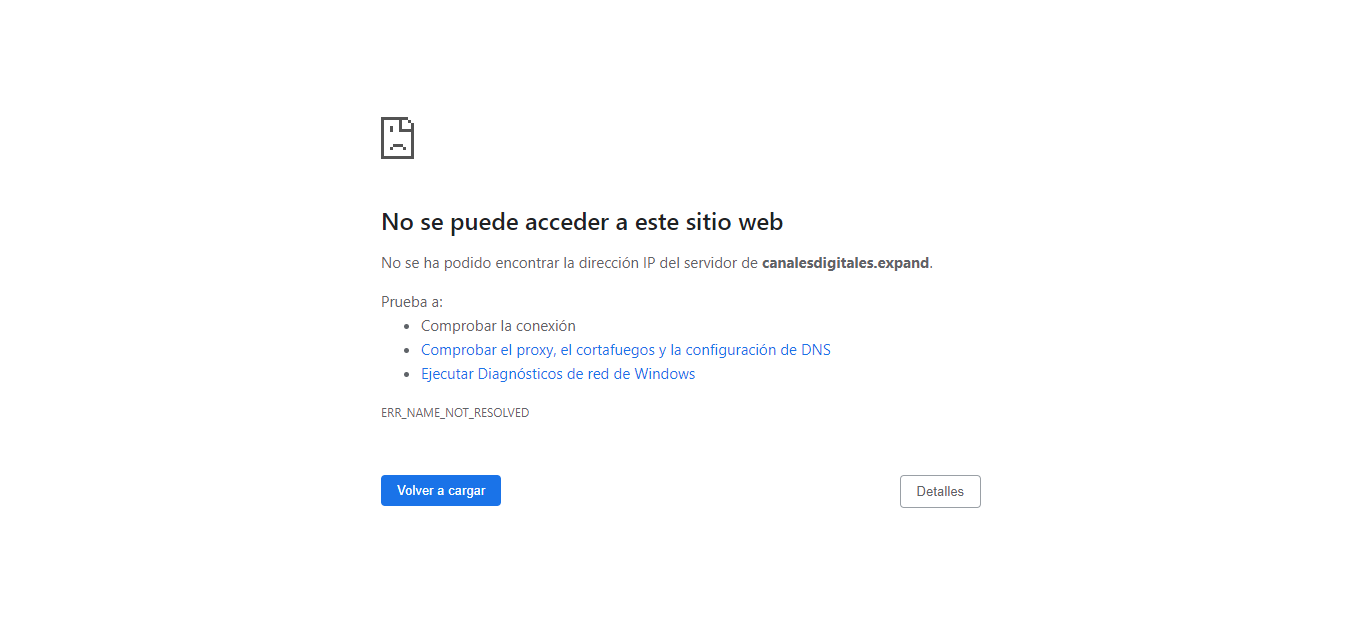 No se puede acceder a este sitio web
No se ha podido encontrar la dirección IP del servidor de canalesdigitales.expand.
Prueba a:
• Comprobar la conexión
• Comprobar el proxy, el cortafuegos y la configuración de DNS
• Ejecutar Diagnósticos de red de Windows
ERR_NAME_NOT_RESOLVED
Volver a cargar
Detalles